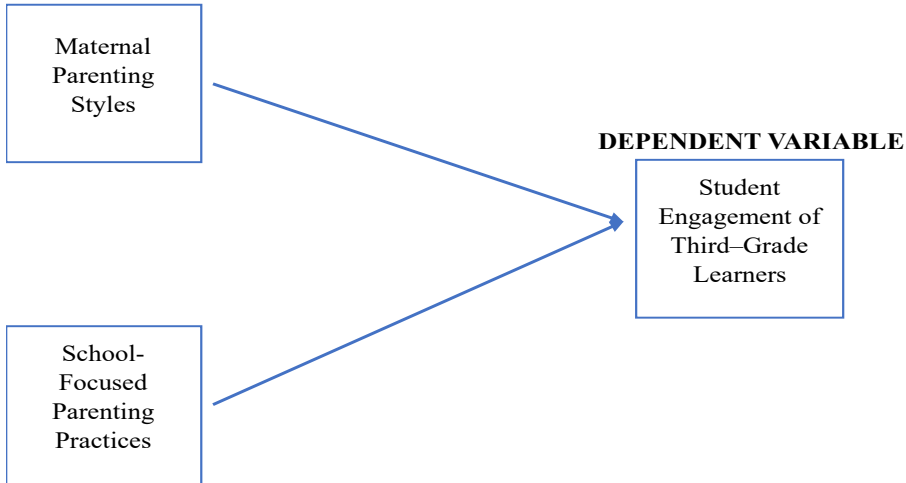 Maternal
Parenting
Styles
DEPENDENT VARIABLE
Student
Engagement of
Third–Grade
Learners
School-
Focused
Parenting
Practices